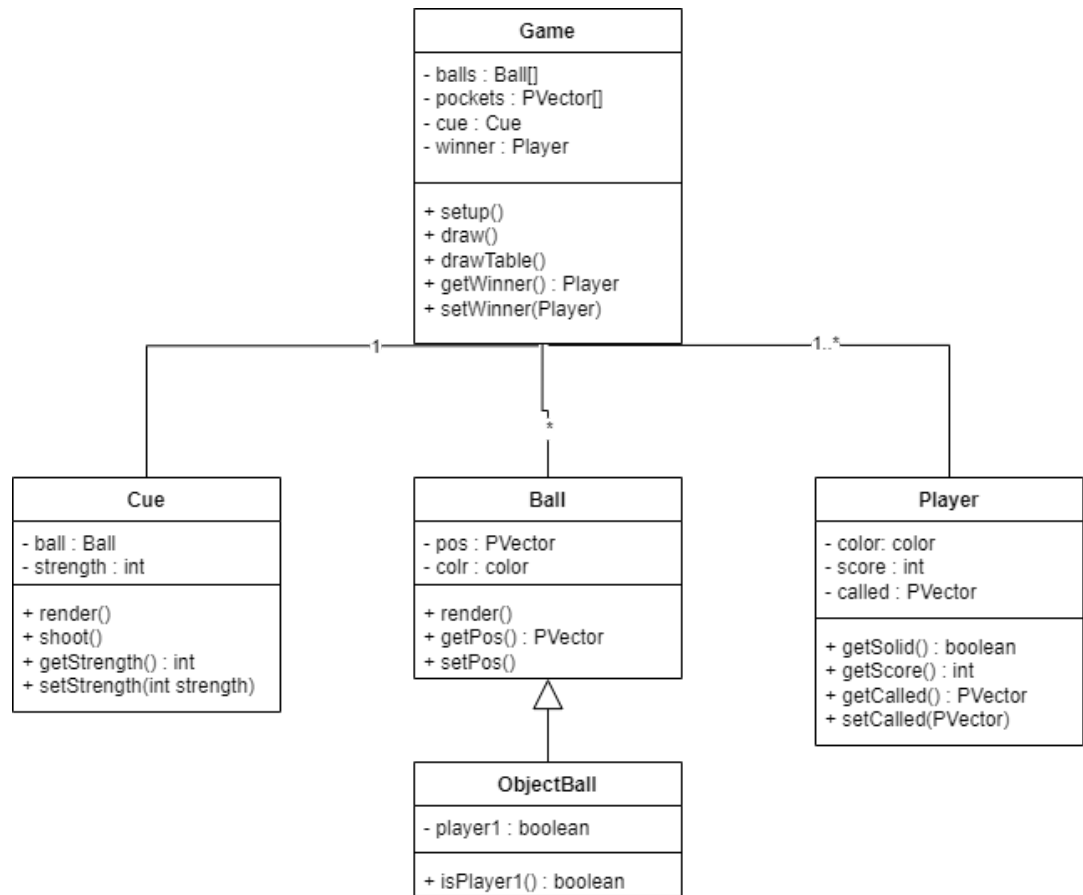 Game
- balls : Ball[]
- pockets : PVector[]
- cue : Cue
- winner : Player
+ setup()
+ draw()
+ drawTable()
+ getWinner() : Player
+ setWinner(Player)
1
*
1..*
Cue
- ball : Ball
- strength : int
+ render()
+ shoot()
+ getStrength() : int
+ setStrength(int strength)
Ball
- pos : PVector
- colr : color
+ render()
+ getPos() : PVector
+ setPos()
Player
- color: color
- score : int
- called : PVector
+ getSolid() : boolean
+ getScore() : int
+ getCalled() : PVector
+ setCalled(PVector)
ObjectBall
- player1 : boolean
+ isPlayer1() : boolean